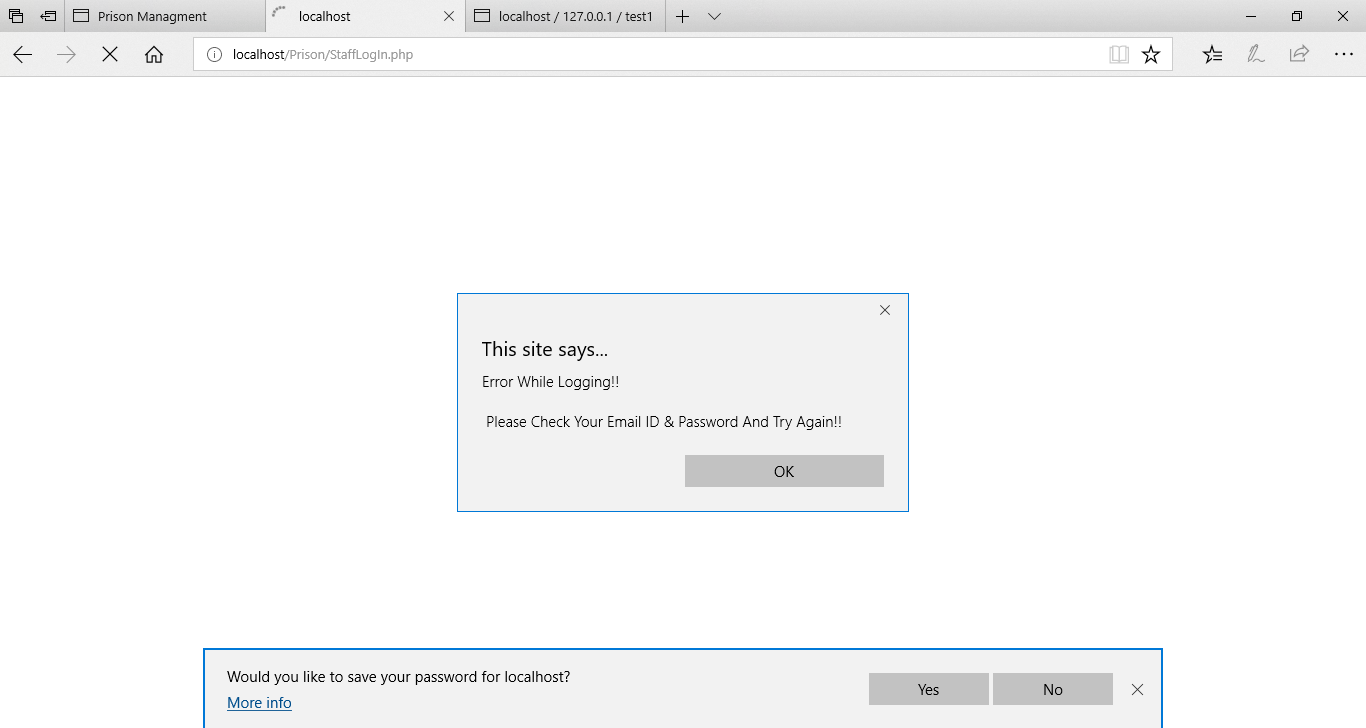 Prison Managment
localhost
localhost / 127.0.0.1 / test1
localhost/Prison/StaffLogIn.php
This site says...
Error While Logging!!
Please Check Your Email ID & Password And Try Again!!
OK
Would you like to save your password for localhost?
More info
Yes
No